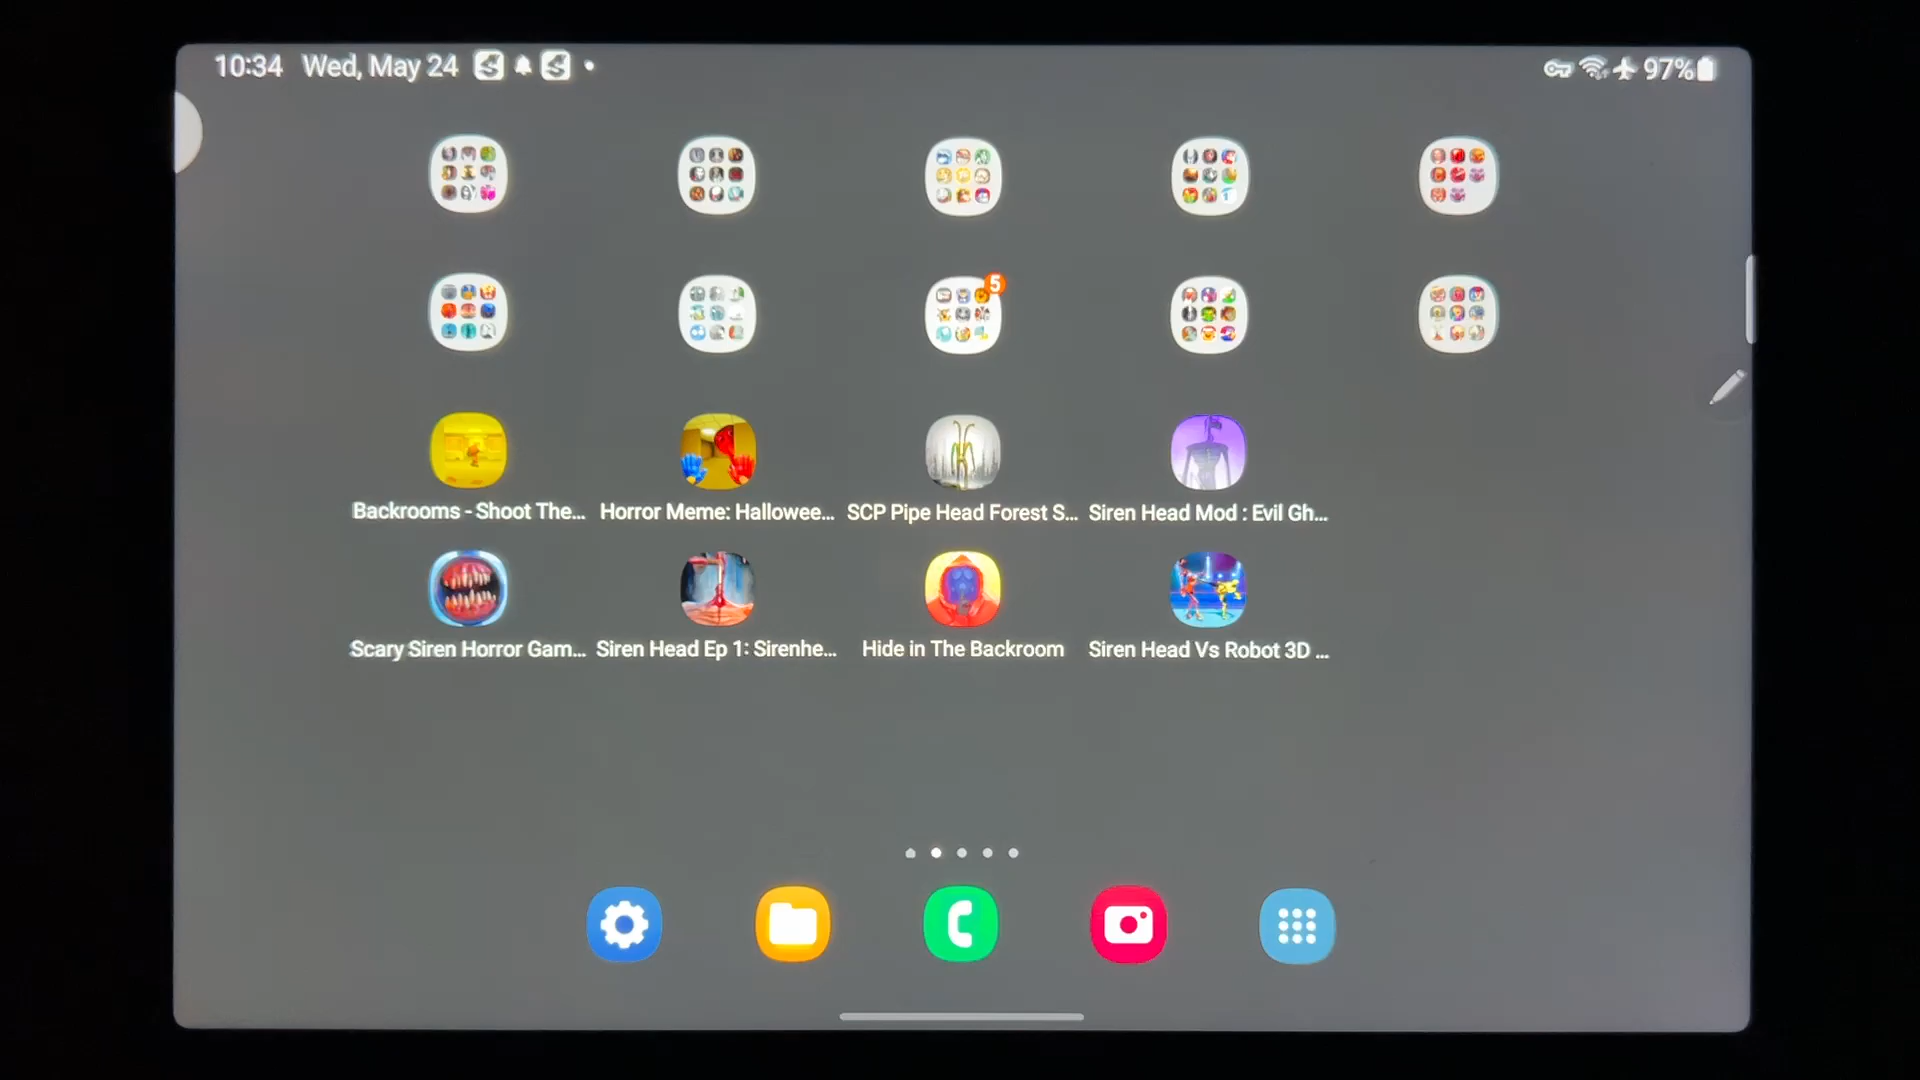 10:34 Wed, May 24 97%
5
Backrooms - Shoot The... Horror Meme: Hallowee... SCP Pipe Head Forest S... Siren Head Mod : Evil Gh...
Scary Siren Horror Gam... Siren Head Ep 1: Sirenhe... Hide in The Backroom Siren Head Vs Robot 3D ...